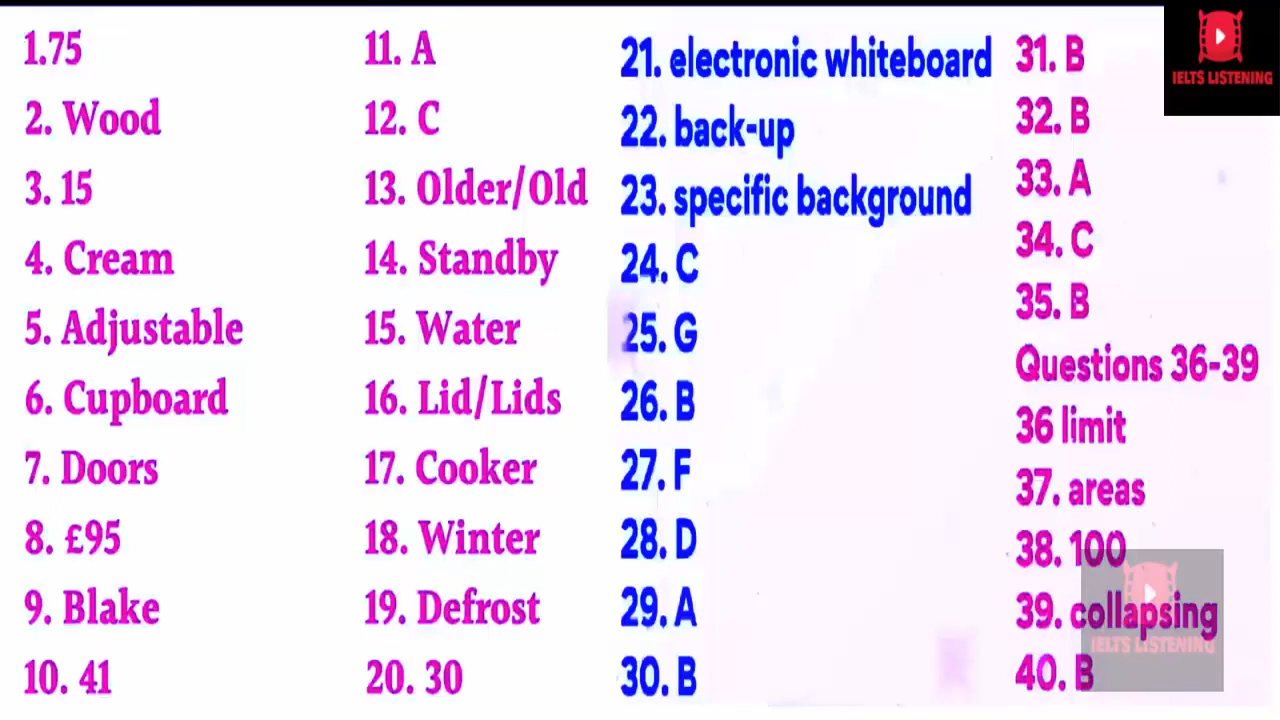 1.75
2. Wood
3. 15
4. Cream
5. Adjustable
6. Cupboard
7. Doors
8. £95
9. Blake
10. 41
11. A
12. C
13. Older/Old
14. Standby
15. Water
16. Lid/Lids
17. Cooker
18. Winter
19. Defrost
20. 30
21. electronic whiteboard
22. back-up
23. specific background
24. C
25. G
26. B
27. F
28. D
29. A
30. B
31. B
32. B
33. A
34. C
35. B
Questions 36-39
36 limit
37. areas
38. 100
39. collapsing
40. B
IELTS LISTENING
IELTS LISTENING